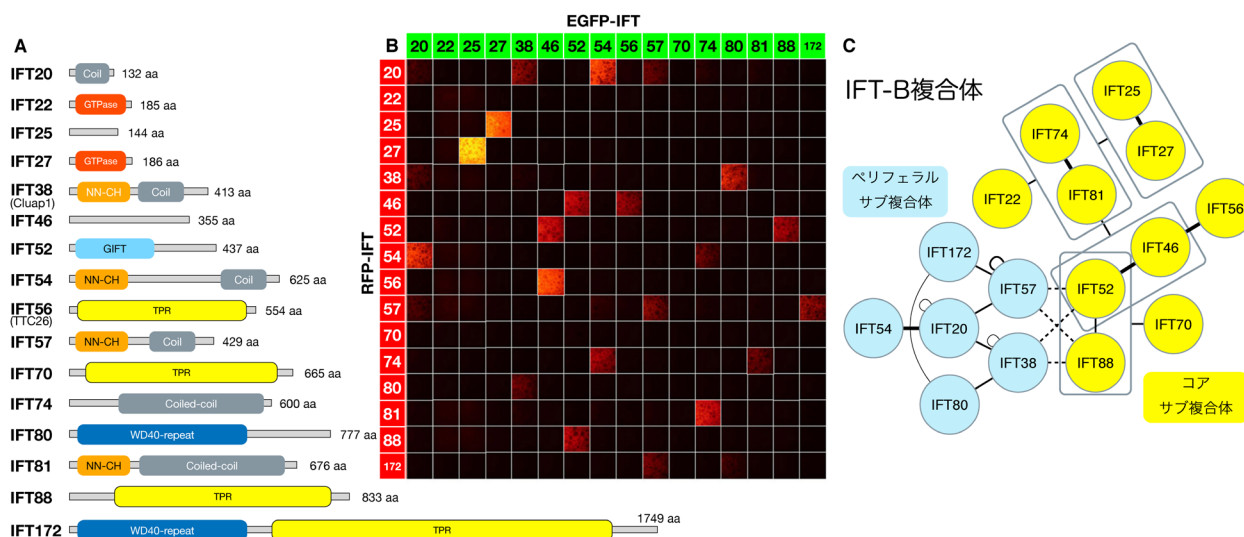 EGFP-IFT
A
IFT20 Coil 132 aa
IFT22 GTPase 185 aa
IFT25 144 aa
IFT27 GTPase 186 aa
IFT38 NN-CH Coil 413 aa
(Cluap1)
IFT46 355 aa
IFT52 GIFT 437 aa
IFT54 NN-CH Coil 625 aa
IFT56 TPR 554 aa
(TTC26)
IFT57 NN-CH Coil 429 aa
IFT70 TPR 665 aa
IFT74 Coiled-coil 600 aa
IFT80 WD40-repeat 777 aa
IFT81 NN-CH Coiled-coil 676 aa
IFT88 TPR 833 aa
IFT172 WD40-repeat TPR 1749 aa
B 20 22 25 27 38 46 52 54 56 57 70 74 80 81 88 172
RFP-IFT
20
22
25
27
38
46
52
54
56
57
70
74
80
81
88
172
C
IFT-B複合体
IFT25
IFT74
IFT27
ペリフェラル
サブ複合体
IFT81
IFT22
IFT56
IFT46
IFT172
IFT57
IFT52
IFT54
IFT20
IFT70
IFT38
IFT88
IFT80
コア
サブ複合体